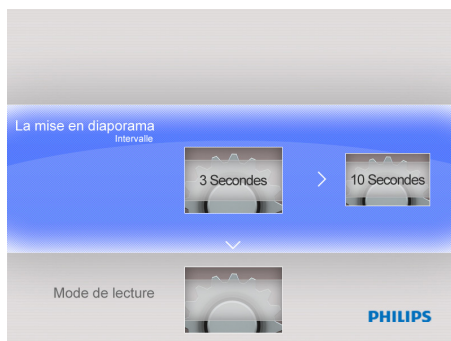 La mise en diaporama
Intervalle
3 Secondes
10 Secondes
Mode de lecture
PHILIPS